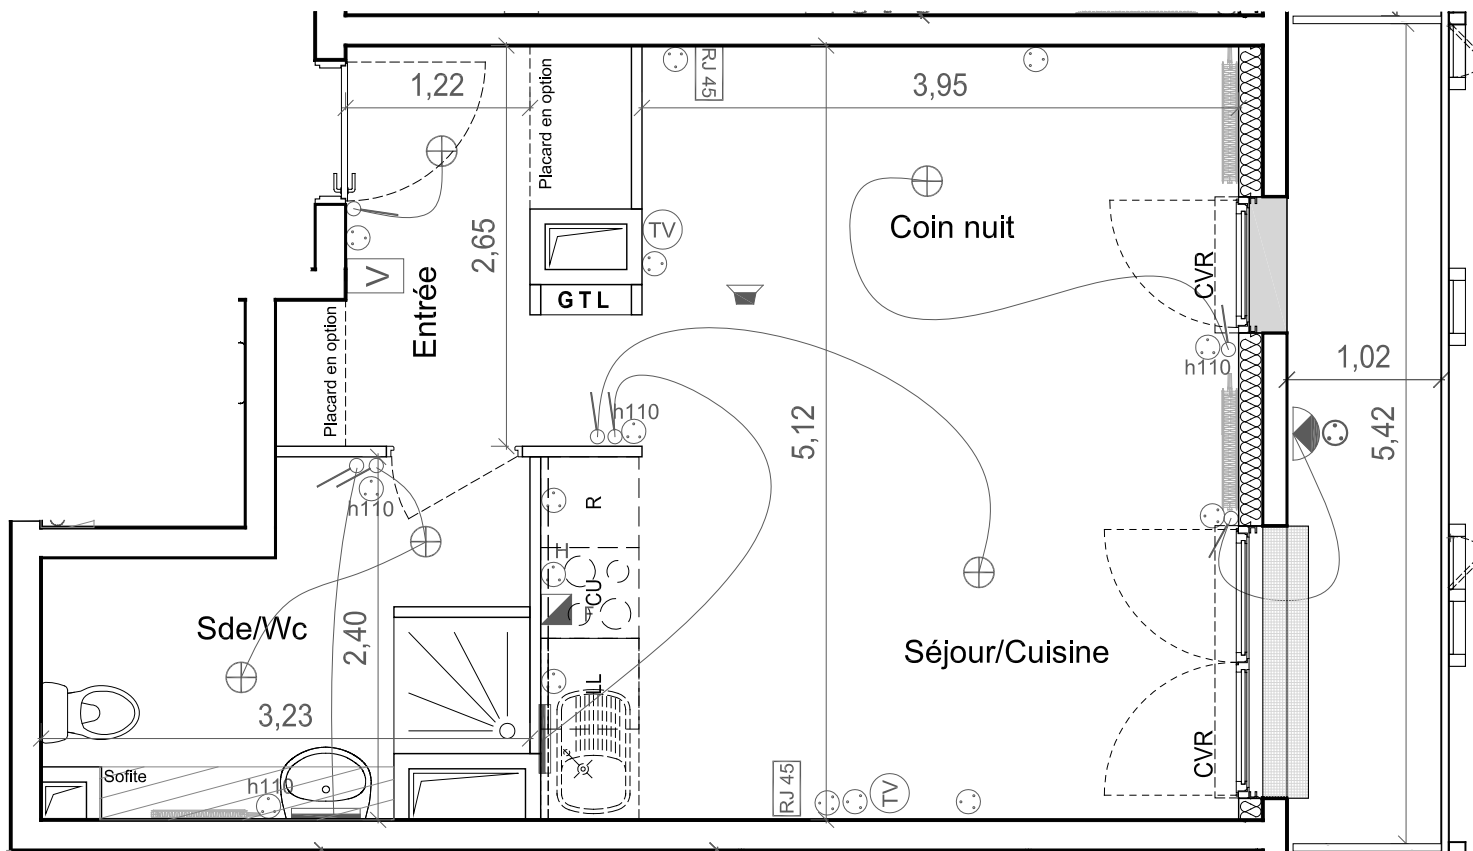 1,22
Placard en option
RJ 45
3,95
TV
Coin nuit
2,65
V
Entrée
GTL
CVR
Placard en option
h110
h110
1,02
5,12
5,42
h110
R
TCU
Sde/Wc
2,40
Séjour/Cuisine
LL
3,23
Sofite
h110
CVR
RJ 45
TV